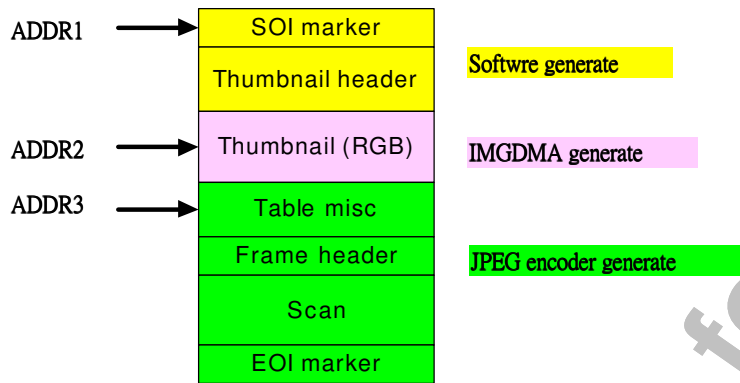 ADDR1
SOI marker
Thumbnail header
Softwre generate
ADDR2
Thumbnail (RGB)
IMGDMA generate
ADDR3
Table misc
Frame header
JPEG encoder generate
Scan
EOI marker